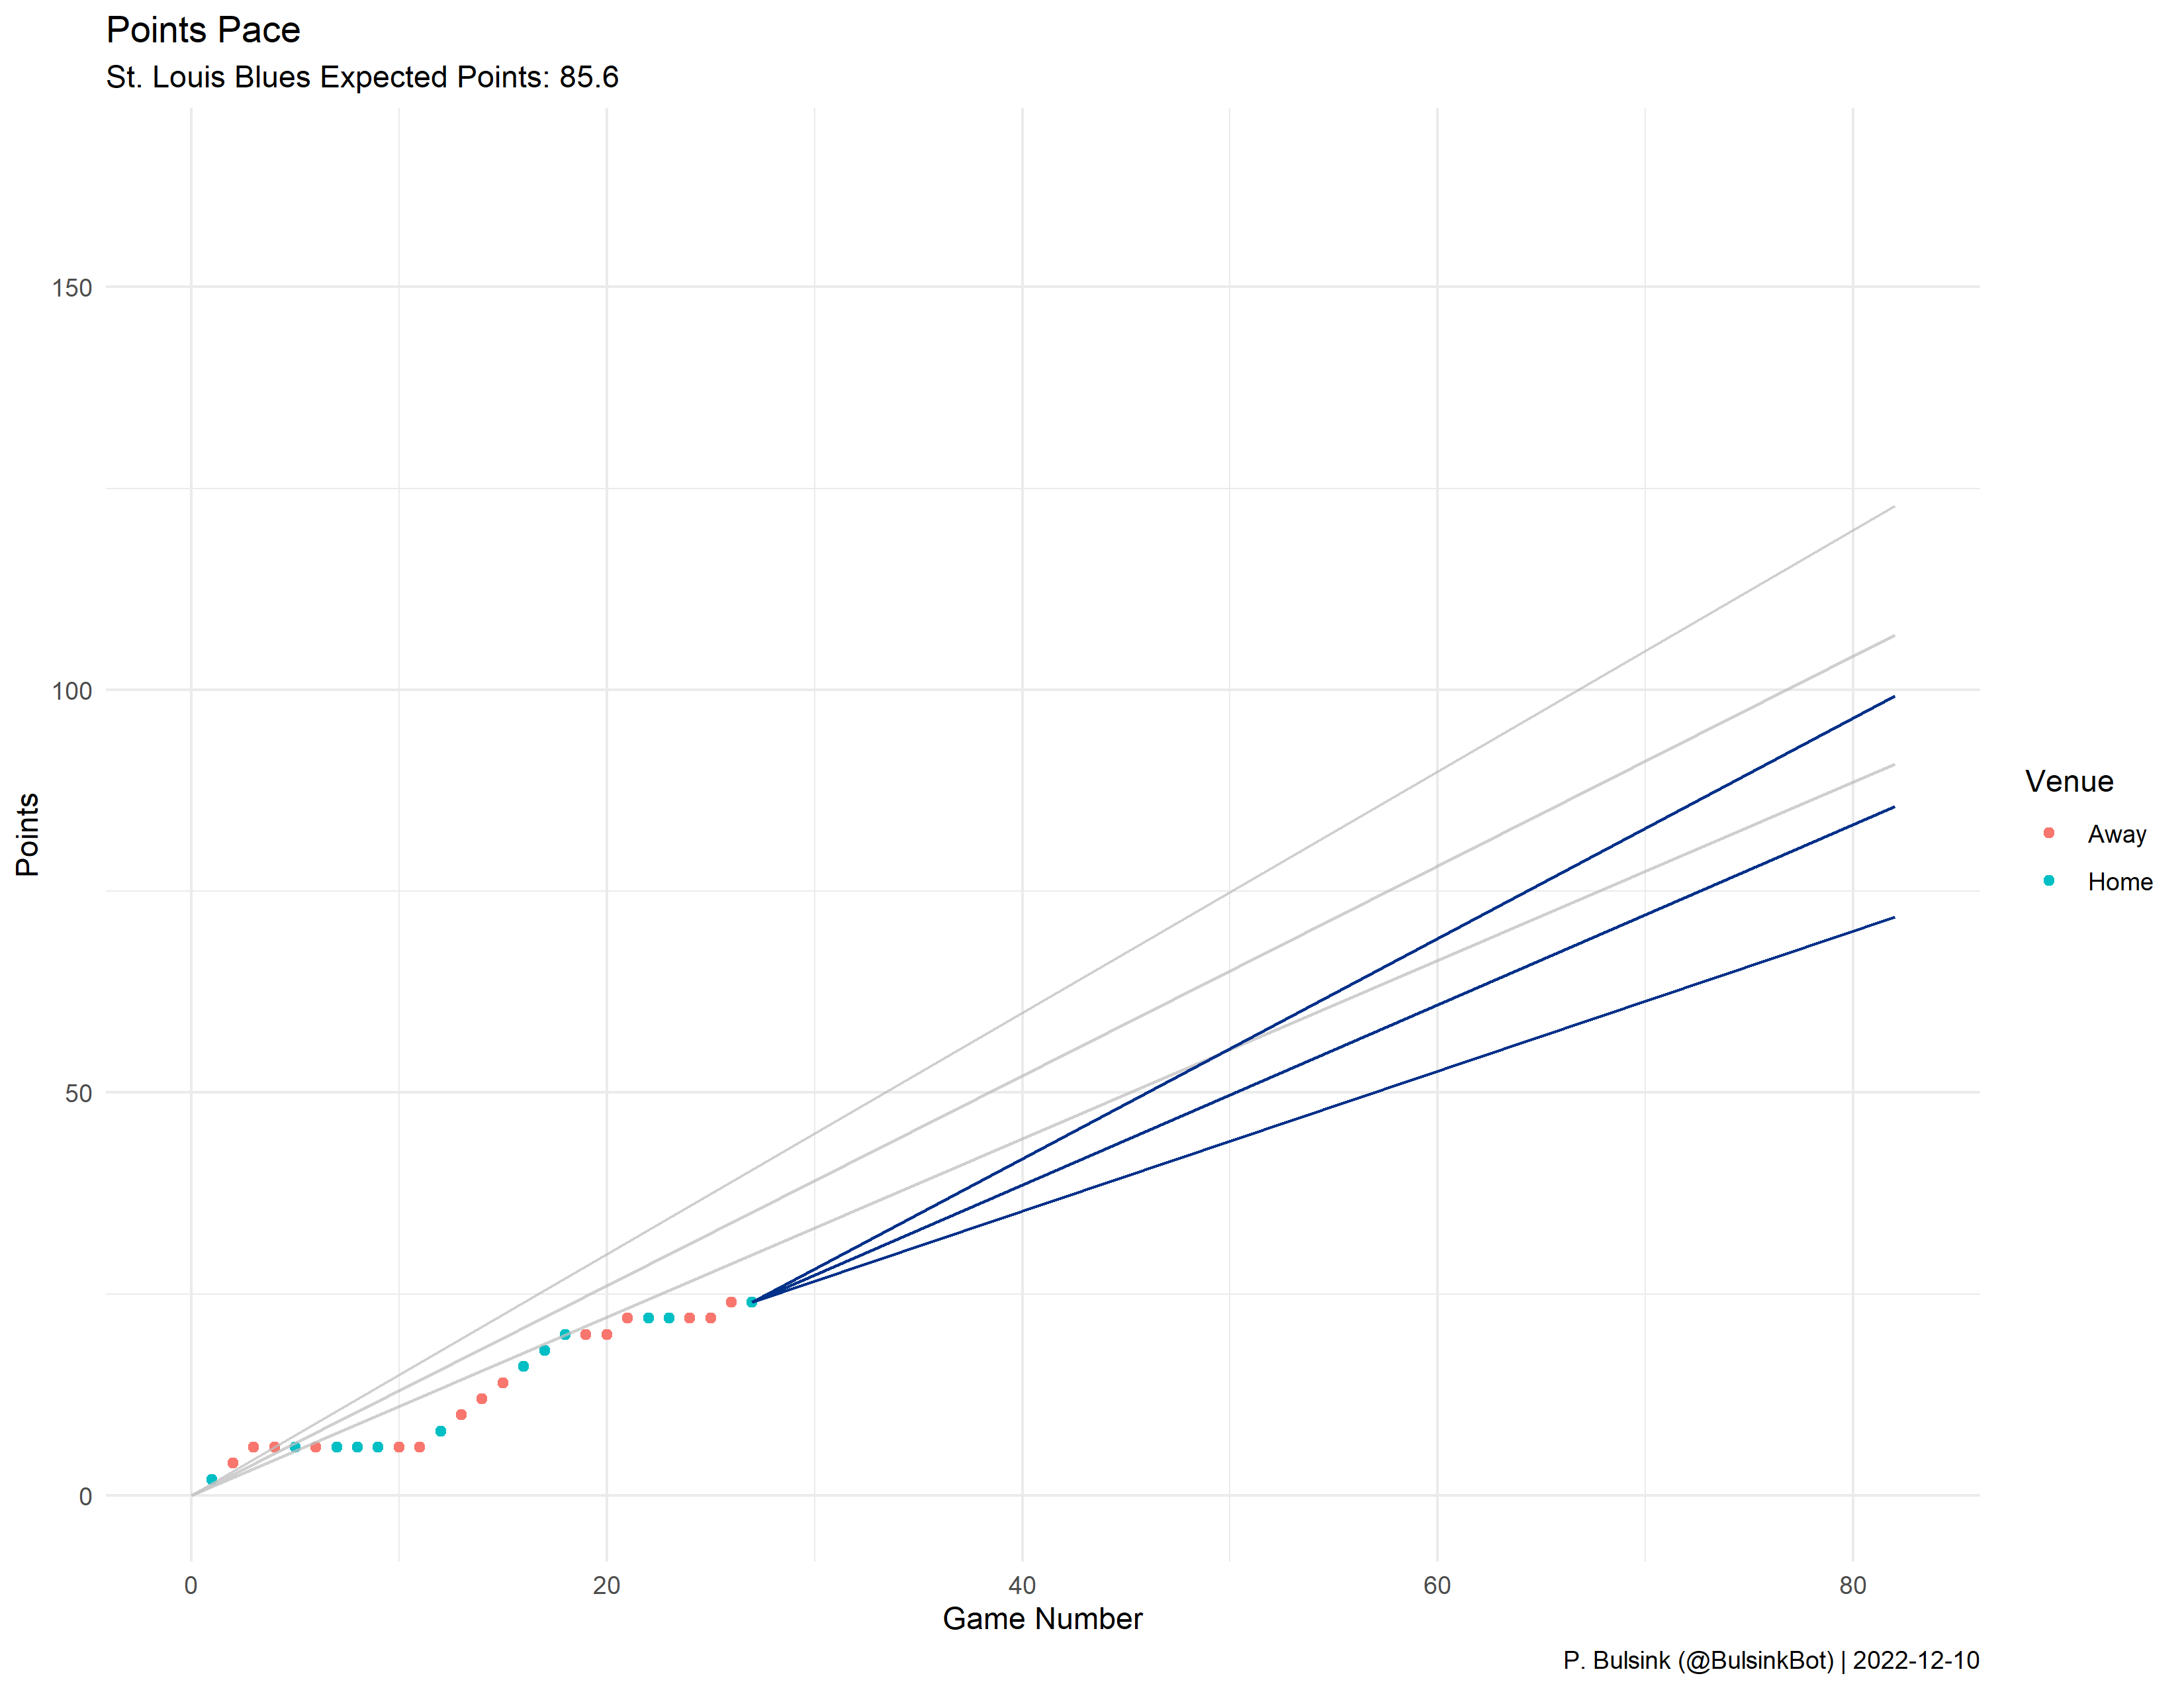 Points Pace
St. Louis Blues Expected Points: 85.6
150
100
50
0
Points
0 20 40 60 80
Game Number
Venue
Away
Home
P. Bulsink (@BulsinkBot) | 2022-12-10